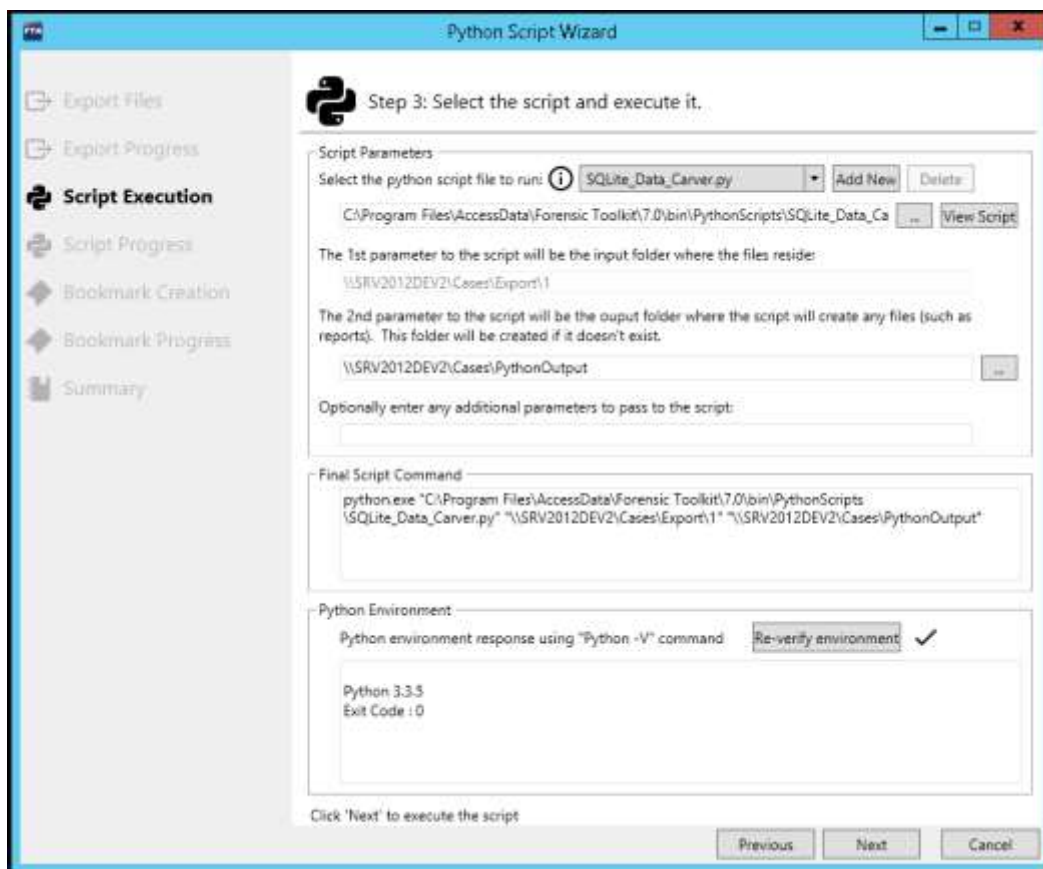 Python Script Wizard
Export Files
Export Progress
Script Execution
Script Progress
Bookmark Creation
Bookmark Progress
Summary
Step 3: Select the script and execute it.
Script Parameters
Select the python script file to run: SQLite_Data_Carver.py Add New Delete
C:\Program Files\AccessData\Forensic Toolkit\7.0\bin\PythonScripts\SQLite_Data_Ca ... View Script
The 1st parameter to the script will be the input folder where the files reside:
\\SRV2012DEV2\Cases\Export\1
The 2nd parameter to the script will be the ouput folder where the script will create any files (such as
reports). This folder will be created if it doesn't exist.
\\SRV2012DEV2\Cases\PythonOutput ...
Optionally enter any additional parameters to pass to the script:
Final Script Command
python.exe "C:\Program Files\AccessData\Forensic Toolkit\7.0\bin\PythonScripts
\SQLite_Data_Carver.py" "\\SRV2012DEV2\Cases\Export\1" "\\SRV2012DEV2\Cases\PythonOutput"
Python Environment
Python environment response using "Python -V" command Re-verify environment
Python 3.3.5
Exit Code : 0
Click 'Next' to execute the script
Previous Next Cancel